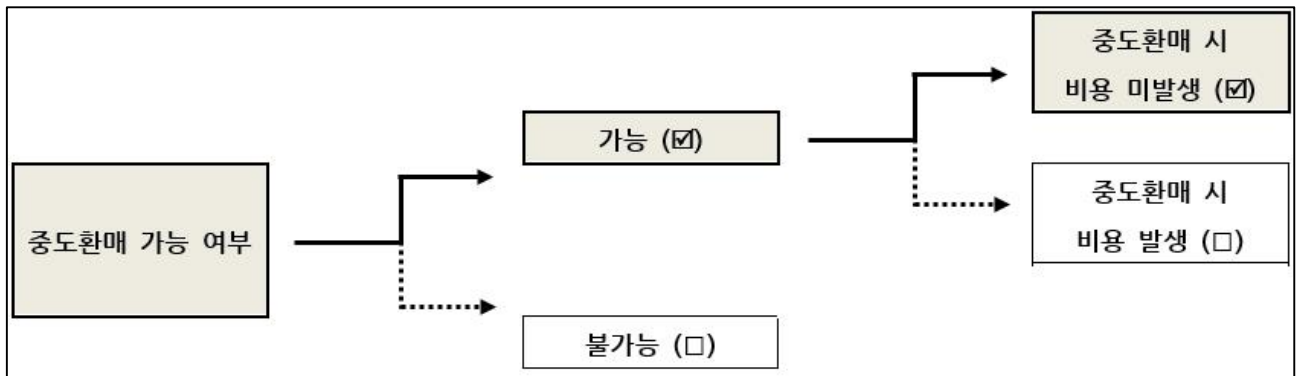 중도환매 가능 여부
가능 (☑)
불가능 (□)
중도환매 시
비용 미발생 (☑)
중도환매 시
비용 발생 (□)